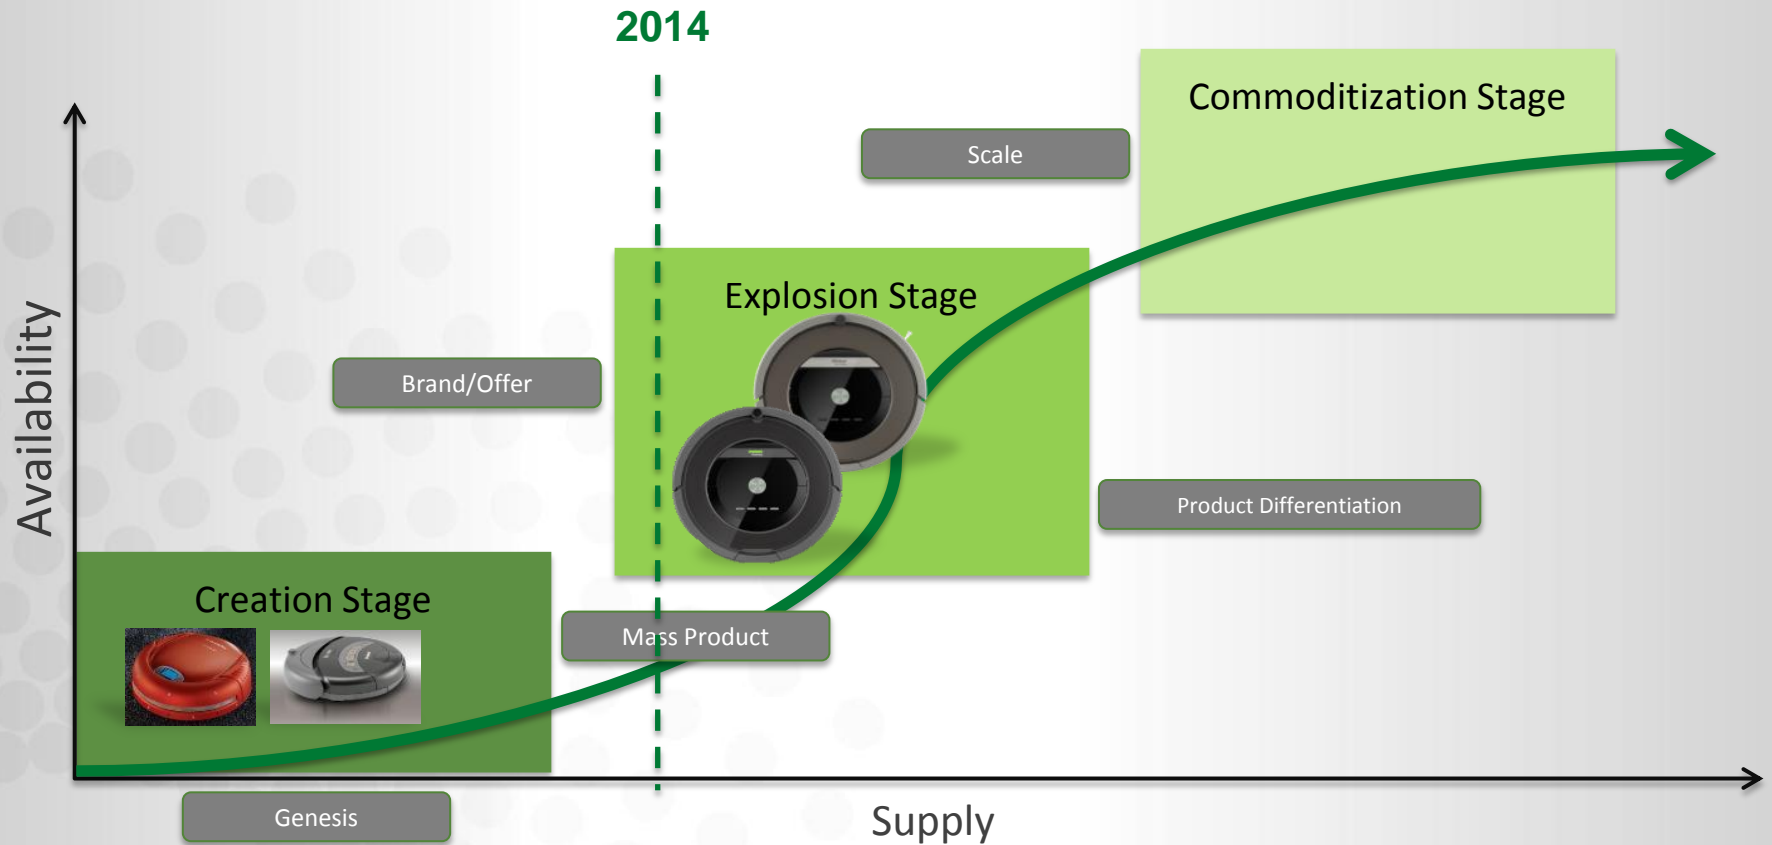 2014
Commoditization Stage
Scale
Explosion Stage
Brand/Offer
Availability
Product Differentiation
Creation Stage
Mass Product
Genesis
Supply